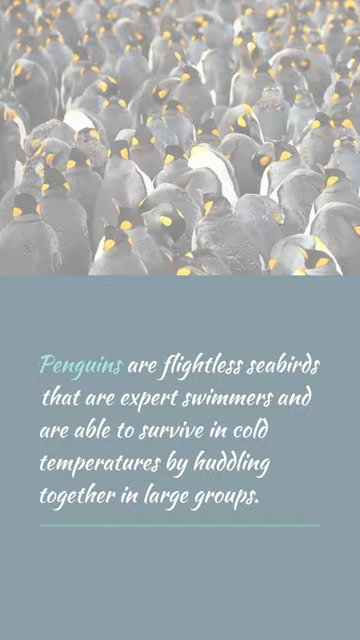 Penguins are flightless seabirds
that are expert swimmers and
are able to survive in cold
temperatures by huddling
together in large groups.